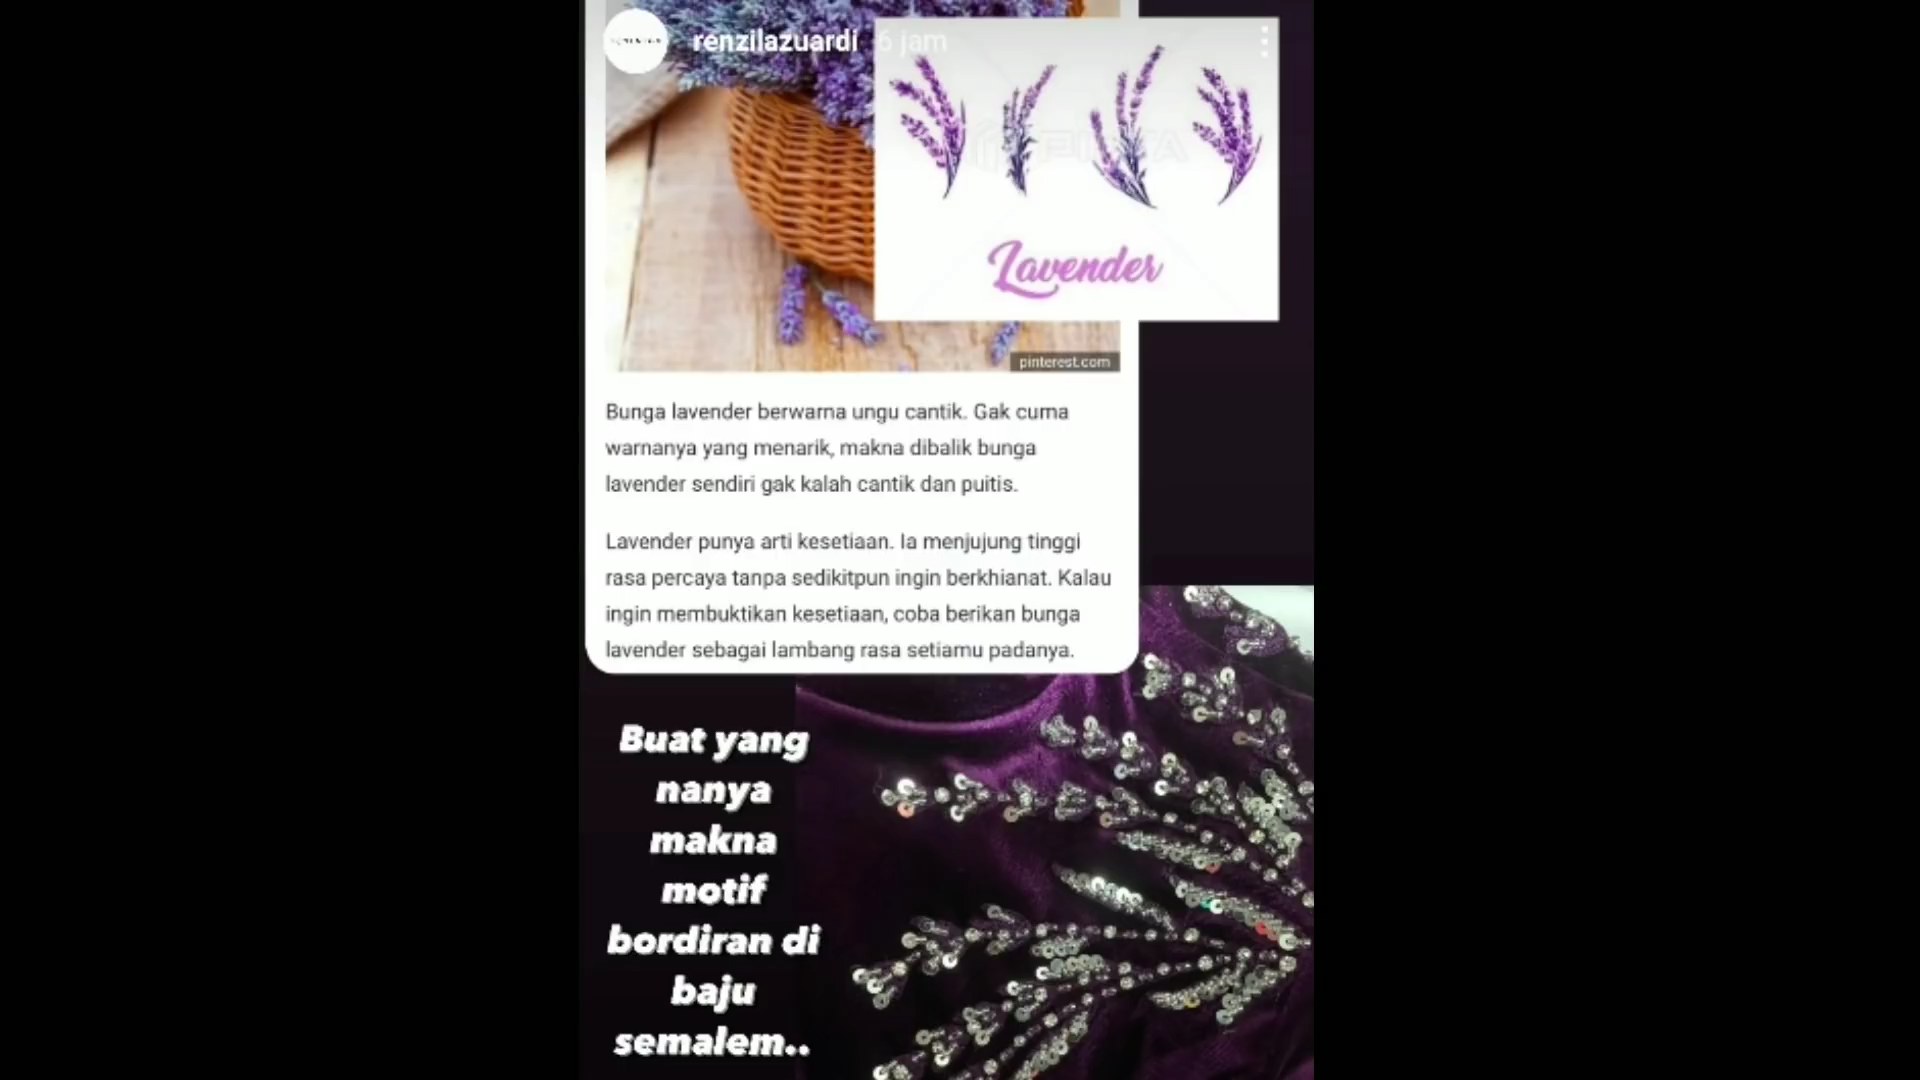 renzilazuardi 6 jam
Lavender
pinterest.com
Bunga lavender berwarna ungu cantik. Gak cuma
warnanya yang menarik, makna dibalik bunga
lavender sendiri gak kalah cantik dan puitis.
Lavender punya arti kesetiaan. Ia menjujung tinggi
rasa percaya tanpa sedikitpun ingin berkhianat. Kalau
ingin membuktikan kesetiaan, coba berikan bunga
lavender sebagai lambang rasa setiamu padanya.
Buat yang
nanya
makna
motif
bordiran di
baju
semalem..